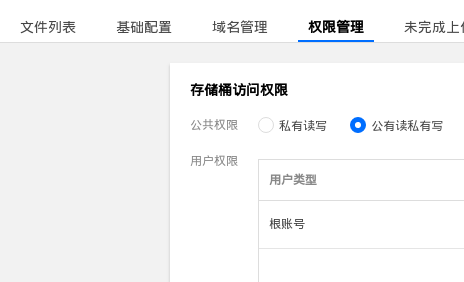 文件列表 基础配置 域名管理 权限管理 未完成上
存储桶访问权限
公共权限 私有读写 公有读私有写
用户权限
用户类型
根账号